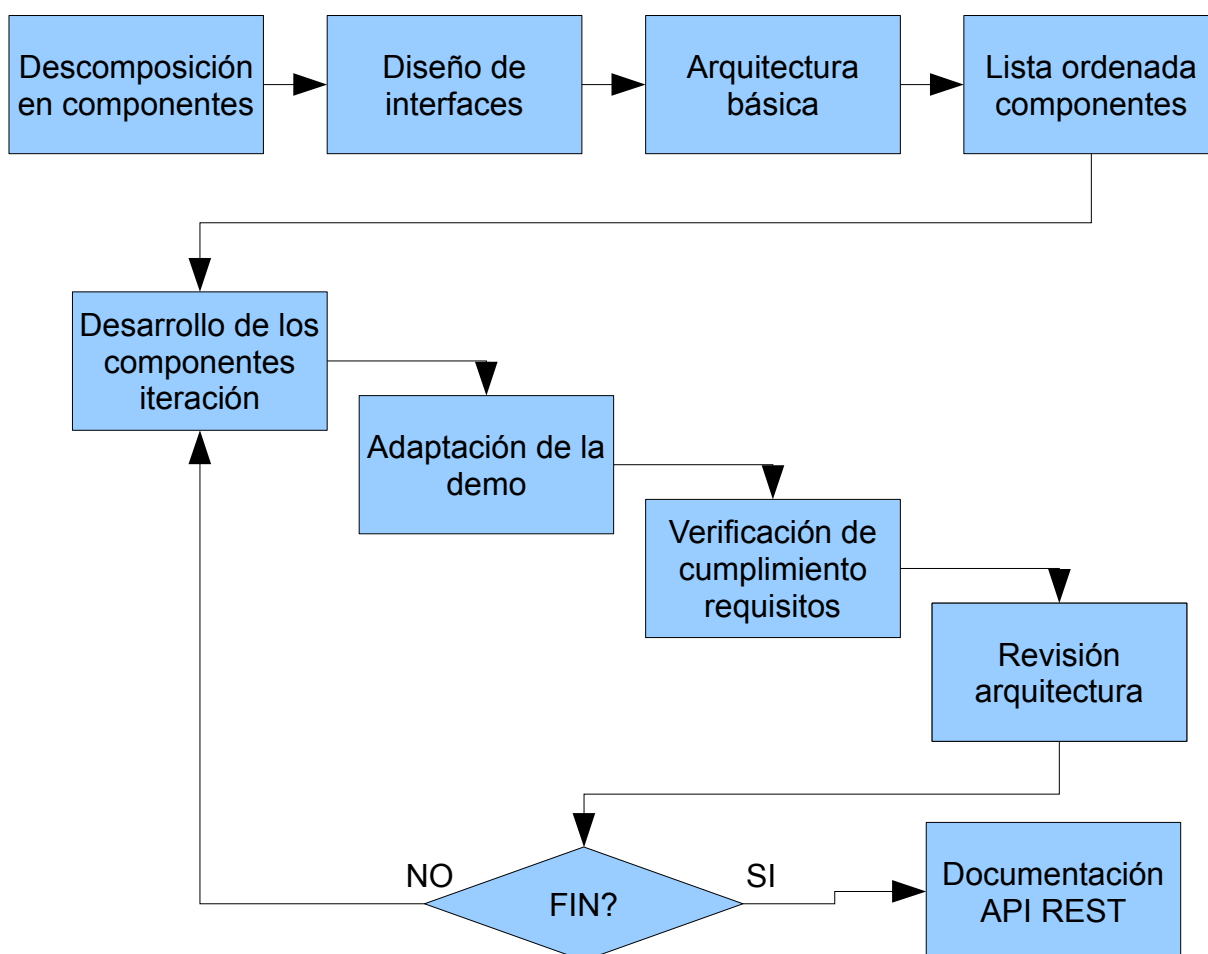 Descomposición
en componentes
Diseño de
interfaces
Arquitectura
básica
Lista ordenada
componentes
Desarrollo de los
componentes
iteración
Adaptación de la
demo
Verificación de
cumplimiento
requisitos
Revisión
arquitectura
NO
FIN?
SI
Documentación
API REST